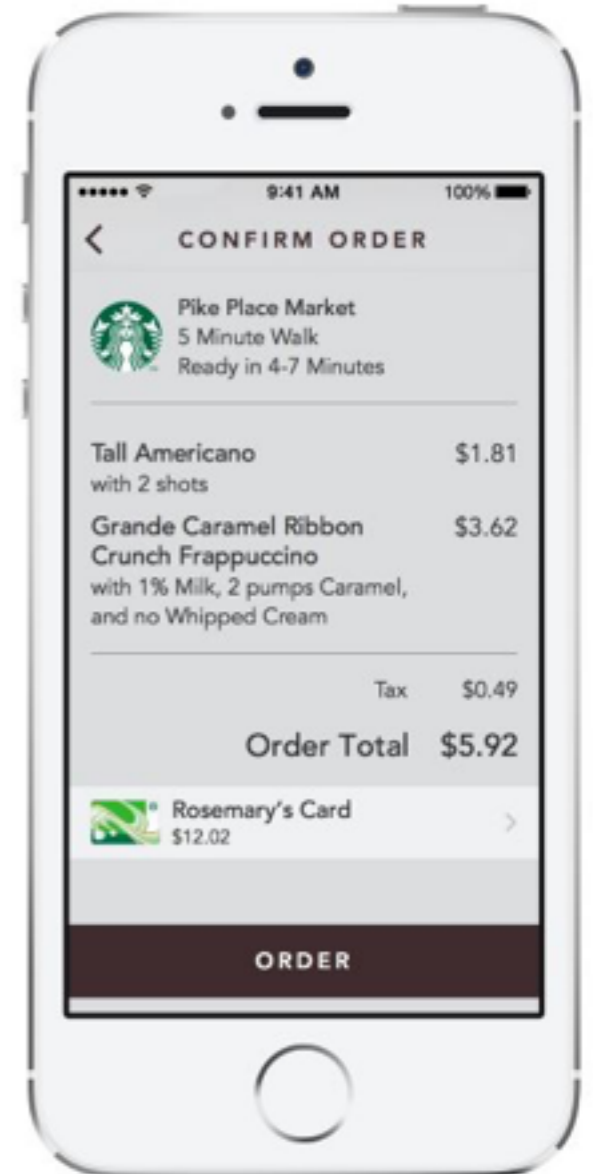 9:41 AM 100%
CONFIRM ORDER
Pike Place Market
5 Minute Walk
Ready in 4-7 Minutes
Tall Americano $1.81
with 2 shots
Grande Caramel Ribbon $3.62
Crunch Frappuccino
with 1% Milk, 2 pumps Caramel,
and no Whipped Cream
Tax $0.49
Order Total $5.92
Rosemary's Card
$12.02
ORDER